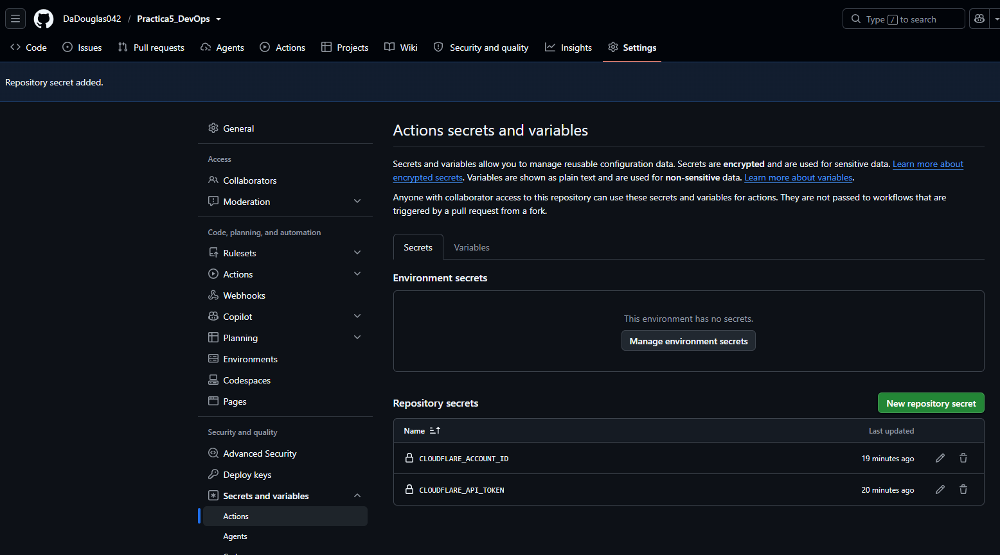 DaDouglas042 / Practica5_DevOps
Type / to search
Code
Issues
Pull requests
Agents
Actions
Projects
Wiki
Security and quality
Insights
Settings
Repository secret added.
General
Access
Collaborators
Moderation
Code, planning, and automation
Rulesets
Actions
Webhooks
Copilot
Planning
Environments
Codespaces
Pages
Security and quality
Advanced Security
Deploy keys
Secrets and variables
Actions
Agents
Actions secrets and variables
Secrets and variables allow you to manage reusable configuration data. Secrets are encrypted and are used for sensitive data. Learn more about
encrypted secrets. Variables are shown as plain text and are used for non-sensitive data. Learn more about variables.
Anyone with collaborator access to this repository can use these secrets and variables for actions. They are not passed to workflows that are
triggered by a pull request from a fork.
Secrets
Variables
Environment secrets
This environment has no secrets.
Manage environment secrets
Repository secrets
New repository secret
Name
Last updated
CLOUDFLARE_ACCOUNT_ID
19 minutes ago
CLOUDFLARE_API_TOKEN
20 minutes ago